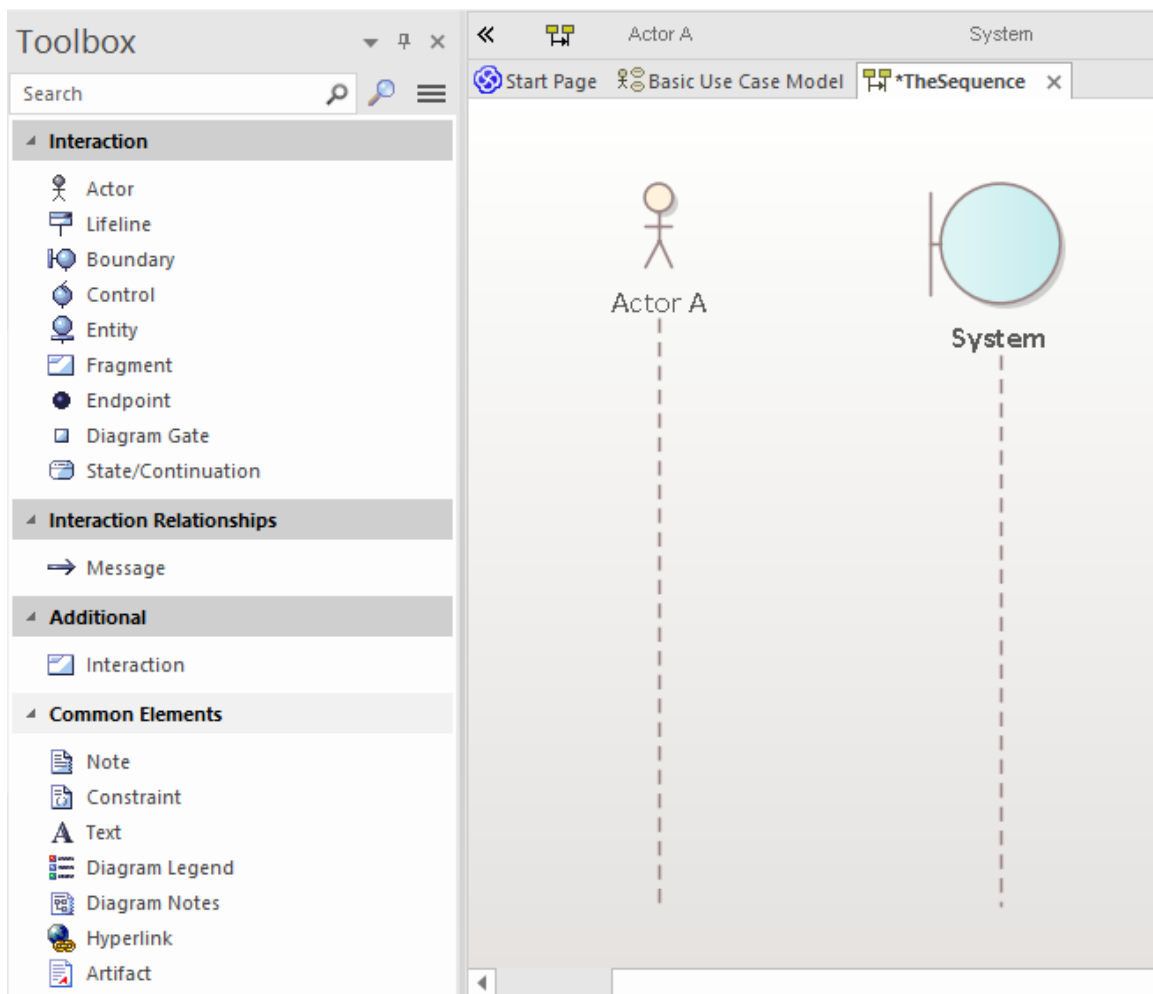 Toolbox
Search
Interaction
Actor
Lifeline
Boundary
Control
Entity
Fragment
Endpoint
Diagram Gate
State/Continuation
Interaction Relationships
Message
Additional
Interaction
Common Elements
Note
Constraint
A Text
Diagram Legend
Diagram Notes
Hyperlink
Artifact
Actor A System
Start Page Basic Use Case Model *TheSequence
Actor A
System